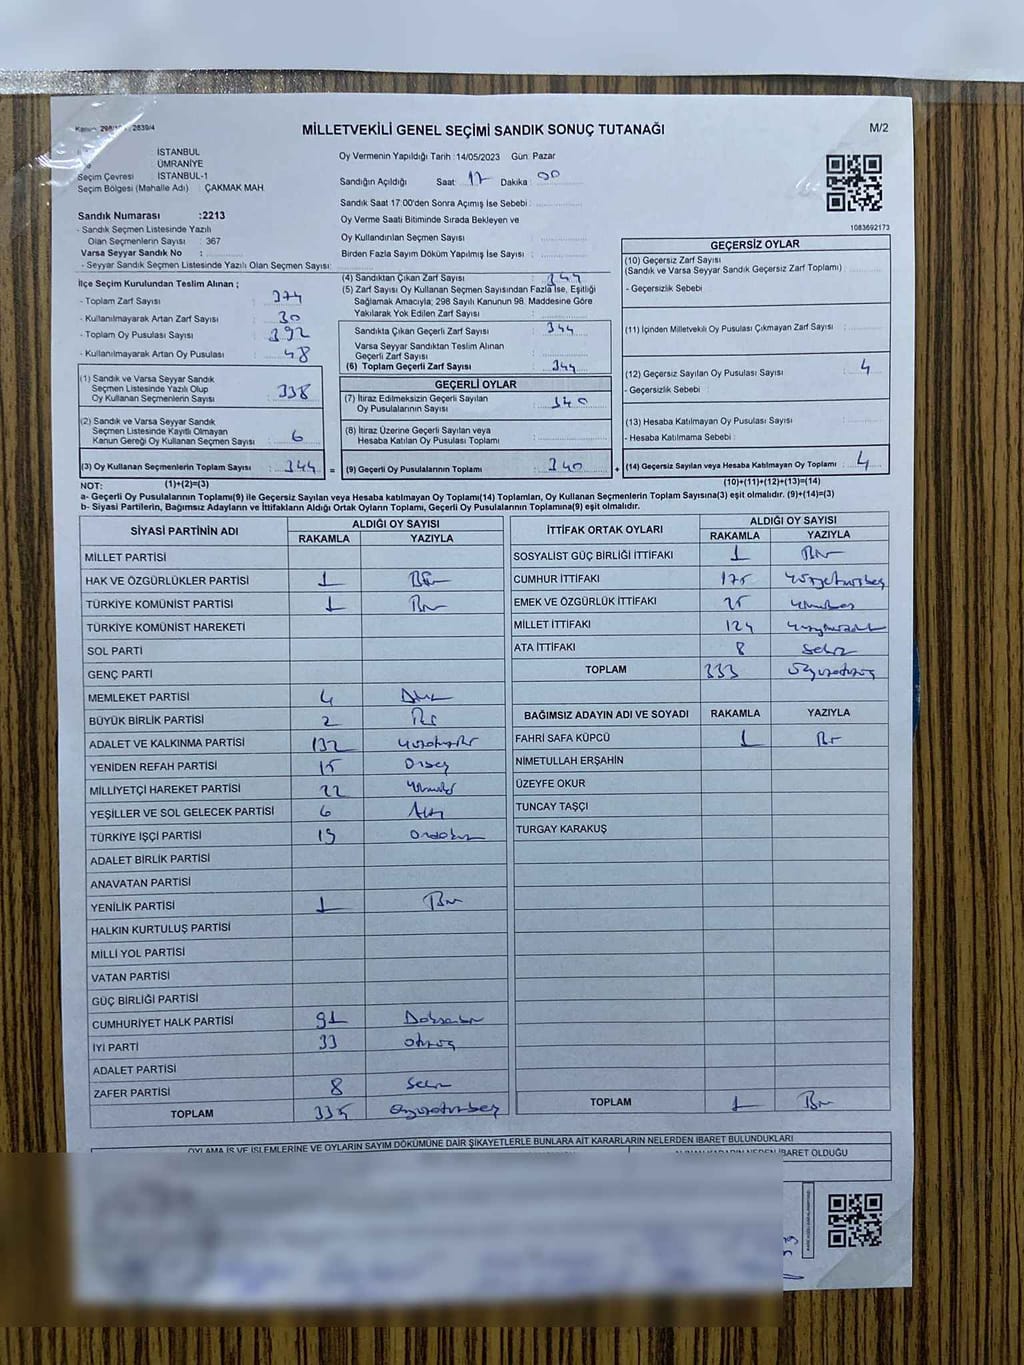 MİLLETVEKİLİ GENEL SEÇİMİ SANDIK SONUÇ TUTANAĞI
M/2
2839/4
İSTANBUL
ÜMRANİYE
Seçim Çevresi İSTANBUL-1
Seçim Bölgesi (Mahalle Adı) : ÇAKMAK MAH.
Oy Vermenin Yapıldığı Tarih :14/05/2023 Gün: Pazar
Sandığın Açıldığı Saat: 17 Dakika : 00
Sandık Saat 17:00'den Sonra Açımış İse Sebebi :
Oy Verme Saati Bitiminde Sırada Bekleyen ve
Oy Kullandırılan Seçmen Sayısı
Birden Fazla Sayım Döküm Yapılmış İse Sayısı :
1083692173
Sandık Numarası :2213
- Sandık Seçmen Listesinde Yazılı
Olan Seçmenlerin Sayısı : 367
Varsa Seyyar Sandık No :
- Seyyar Sandık Seçmen Listesinde Yazılı Olan Seçmen Sayısı:
İlçe Seçim Kurulundan Teslim Alınan ;
- Toplam Zarf Sayısı : 374
- Kullanılmayarak Artan Zarf Sayısı : 30
- Toplam Oy Pusulası Sayısı : 392
- Kullanılmayarak Artan Oy Pusulası : 48
(1) Sandık ve Varsa Seyyar Sandık
Seçmen Listesinde Yazılı Olup
Oy Kullanan Seçmenlerin Sayısı : 338
(2) Sandık ve Varsa Seyyar Sandık
Seçmen Listesinde Kayıtlı Olmayan
Kanun Gereği Oy Kullanan Seçmen Sayısı : 6
(3) Oy Kullanan Seçmenlerin Toplam Sayısı : 344 =
(4) Sandıktan Çıkan Zarf Sayısı : 344
(5) Zarf Sayısı Oy Kullanan Seçmen Sayısından Fazla İse, Eşitliği
Sağlamak Amacıyla; 298 Sayılı Kanunun 98. Maddesine Göre
Yakılarak Yok Edilen Zarf Sayısı :
Sandıkta Çıkan Geçerli Zarf Sayısı : 344
Varsa Seyyar Sandıktan Teslim Alınan
Geçerli Zarf Sayısı
(6) Toplam Geçerli Zarf Sayısı : 344
GEÇERLİ OYLAR
(7) İtiraz Edilmeksizin Geçerli Sayılan
Oy Pusulalarının Sayısı : 340
(8) İtiraz Üzerine Geçerli Sayılan veya
Hesaba Katılan Oy Pusulası Toplamı :
(9) Geçerli Oy Pusulalarının Toplamı : 340 +
GEÇERSİZ OYLAR
(10) Geçersiz Zarf Sayısı
(Sandık ve Varsa Seyyar Sandık Geçersiz Zarf Toplamı) :
- Geçersizlik Sebebi :
(11) İçinden Milletvekili Oy Pusulası Çıkmayan Zarf Sayısı :
(12) Geçersiz Sayılan Oy Pusulası Sayısı : 4
- Geçersizlik Sebebi :
(13) Hesaba Katılmayan Oy Pusulası Sayısı :
- Hesaba Katılmama Sebebi :
(14) Geçersiz Sayılan veya Hesaba Katılmayan Oy Toplamı : 4
NOT: (1)+(2)=(3)
(10)+(11)+(12)+(13)=(14)
a- Geçerli Oy Pusulalarının Toplamı(9) ile Geçersiz Sayılan veya Hesaba katılmayan Oy Toplamı(14) Toplamları, Oy Kullanan Seçmenlerin Toplam Sayısına(3) eşit olmalıdır. (9)+(14)=(3)
b- Siyasi Partilerin, Bağımsız Adayların ve İttifakların Aldığı Ortak Oyların Toplamı, Geçerli Oy Pusulalarının Toplamına(9) eşit olmalıdır.
SİYASİ PARTİNİN ADI ALDIĞI OY SAYISI
RAKAMLA YAZIYLA
MİLLET PARTİSİ
HAK VE ÖZGÜRLÜKLER PARTİSİ 1 Bir
TÜRKİYE KOMÜNİST PARTİSİ 1 Bir
TÜRKİYE KOMÜNİST HAREKETİ
SOL PARTİ
GENÇ PARTİ
MEMLEKET PARTİSİ 4
BÜYÜK BİRLİK PARTİSİ 2
ADALET VE KALKINMA PARTİSİ 132
YENİDEN REFAH PARTİSİ 15 Onbeş
MİLLİYETÇİ HAREKET PARTİSİ 22
YEŞİLLER VE SOL GELECEK PARTİSİ 6 Altı
TÜRKİYE İŞÇİ PARTİSİ 19 Ondokuz
ADALET BİRLİK PARTİSİ
ANAVATAN PARTİSİ
YENİLİK PARTİSİ 1 Bir
HALKIN KURTULUŞ PARTİSİ
MİLLİ YOL PARTİSİ
VATAN PARTİSİ
GÜÇ BİRLİĞİ PARTİSİ
CUMHURİYET HALK PARTİSİ 91 Doksanbir
İYİ PARTİ 33 otuzüç
ADALET PARTİSİ
ZAFER PARTİSİ 8 Sekiz
TOPLAM 335 üçyüzotuzbeş
İTTİFAK ORTAK OYLARI ALDIĞI OY SAYISI
RAKAMLA YAZIYLA
SOSYALİST GÜÇ BİRLİĞİ İTTİFAKI 1 Bir
CUMHUR İTTİFAKI 175 yüzyetmişbeş
EMEK VE ÖZGÜRLÜK İTTİFAKI 25 yirmibeş
MİLLET İTTİFAKI 124 yüzyirmidört
ATA İTTİFAKI 8 Sekiz
TOPLAM 333 üçyüzotuzüç
BAĞIMSIZ ADAYIN ADI VE SOYADI RAKAMLA YAZIYLA
FAHRİ SAFA KÜPCÜ 1 Bir
NİMETULLAH ERŞAHİN
ÜZEYFE OKUR
TUNCAY TAŞÇI
TURGAY KARAKUŞ
TOPLAM 1 Bir
OYLAMA İŞ VE İŞLEMLERİNE VE OYLARIN SAYIM DÖKÜMÜNE DAİR ŞİKAYETLERLE BUNLARA AİT KARARLARIN NELERDEN İBARET BULUNDUKLARI
İBARET OLDUĞU